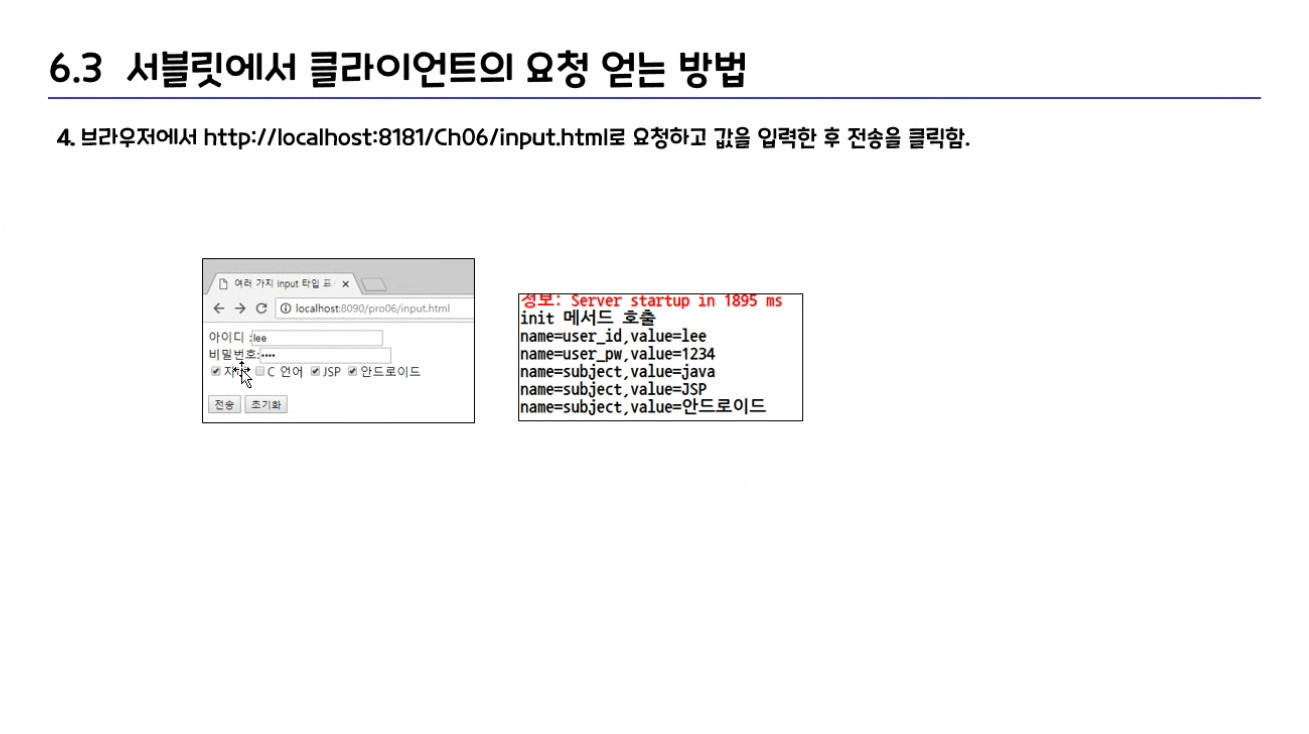 6.3 서블릿에서 클라이언트의 요청 얻는 방법
4. 브라우저에서 http://localhost:8181/Ch06/input.html로 요청하고 값을 입력한 후 전송을 클릭함.
여러 가지 input 타입 표
localhost:8090/pro06/input.html
아이디 :lee
비밀번호:••••
C 언어 JSP 안드로이드
전송 초기화
정보: Server startup in 1895 ms
init 메서드 호출
name=user_id,value=lee
name=user_pw,value=1234
name=subject,value=java
name=subject,value=JSP
name=subject,value=안드로이드